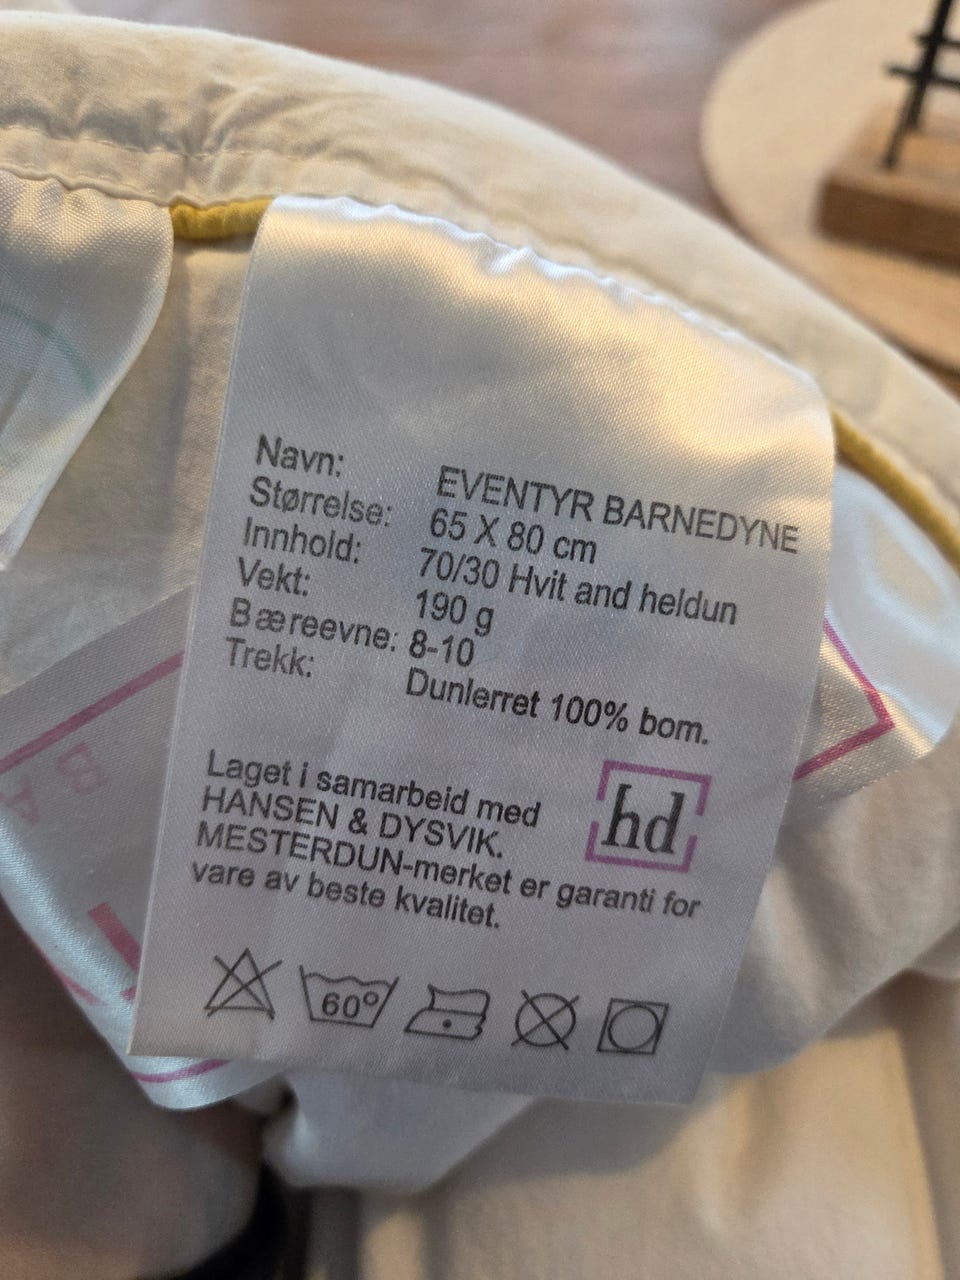 Navn: EVENTYR BARNEDYNE
Størrelse: 65 X 80 cm
Innhold: 70/30 Hvit and heldun
Vekt: 190 g
Bæreevne: 8-10
Trekk: Dunlerret 100% bom.
Laget i samarbeid med
HANSEN & DYSVIK.
MESTERDUN-merket er garanti for
vare av beste kvalitet.
hd
60°